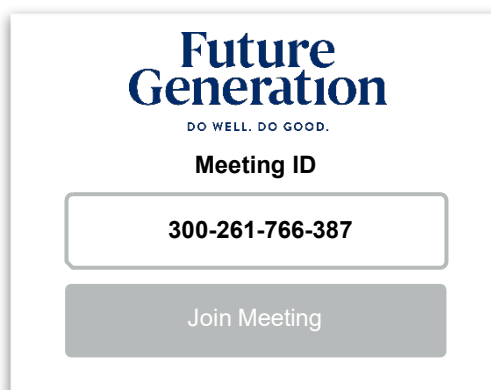 Future
Generation
DO WELL. DO GOOD.
Meeting ID
300-261-766-387
Join Meeting